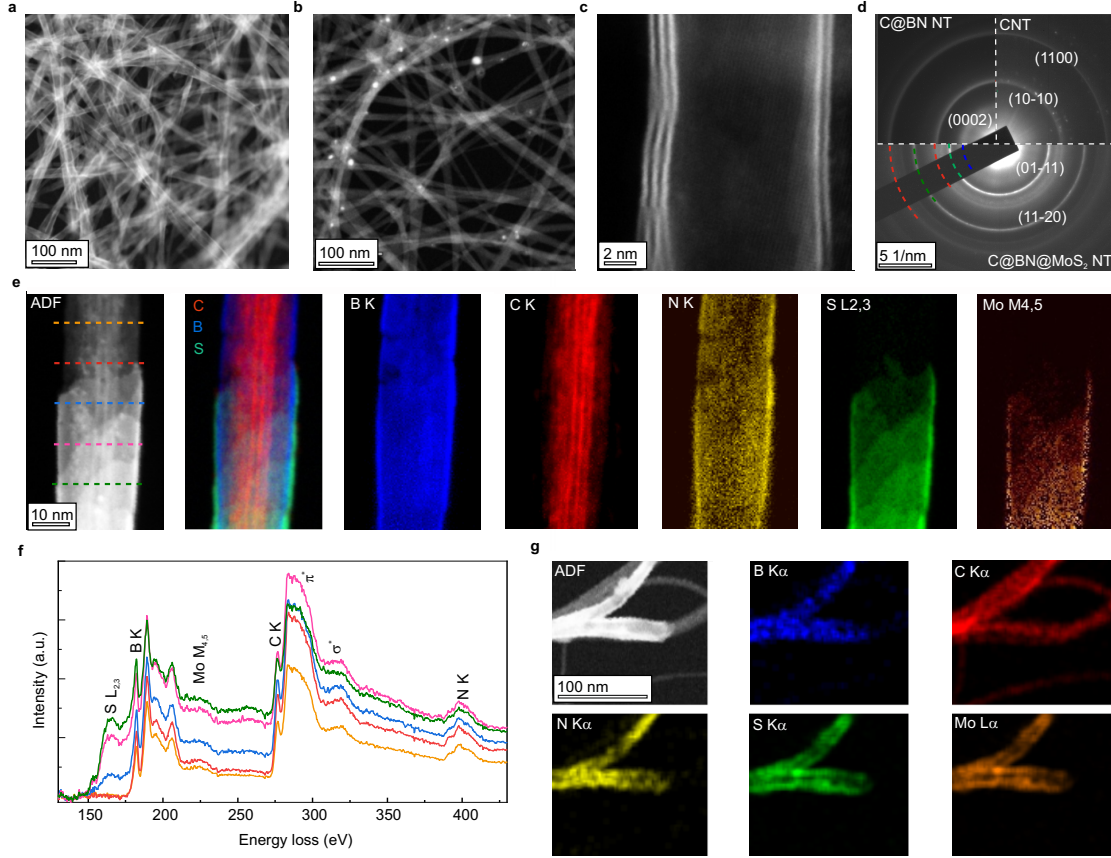 a
b
c
d
100 nm
100 nm
2 nm
C@BN NT
CNT
(1100)
(10-10)
(0002)
(01-11)
(11-20)
5 1/nm
C@BN@MoS₂ NT
e
ADF
C
B
S
B K
C K
N K
S L2,3
Mo M4,5
10 nm
f
Intensity (a.u.)
S L2,3
B K
Mo M4,5
C K
π*
σ*
N K
150
200
250
300
350
400
Energy loss (eV)
g
ADF
B Kα
C Kα
100 nm
N Kα
S Kα
Mo Lα